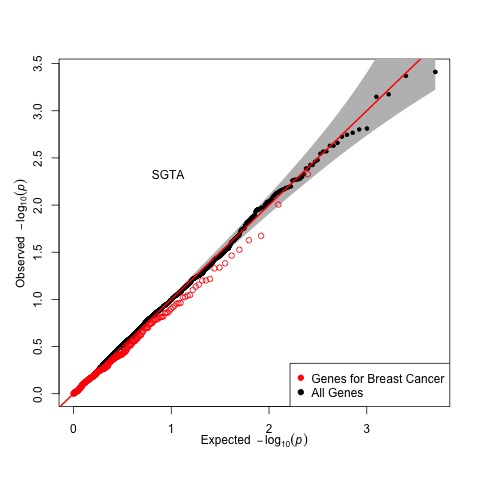 3.5
3.0
2.5
2.0
1.5
1.0
0.5
0.0
Observed −log₁₀(p)
SGTA
Genes for Breast Cancer
All Genes
0 1 2 3
Expected −log₁₀(p)